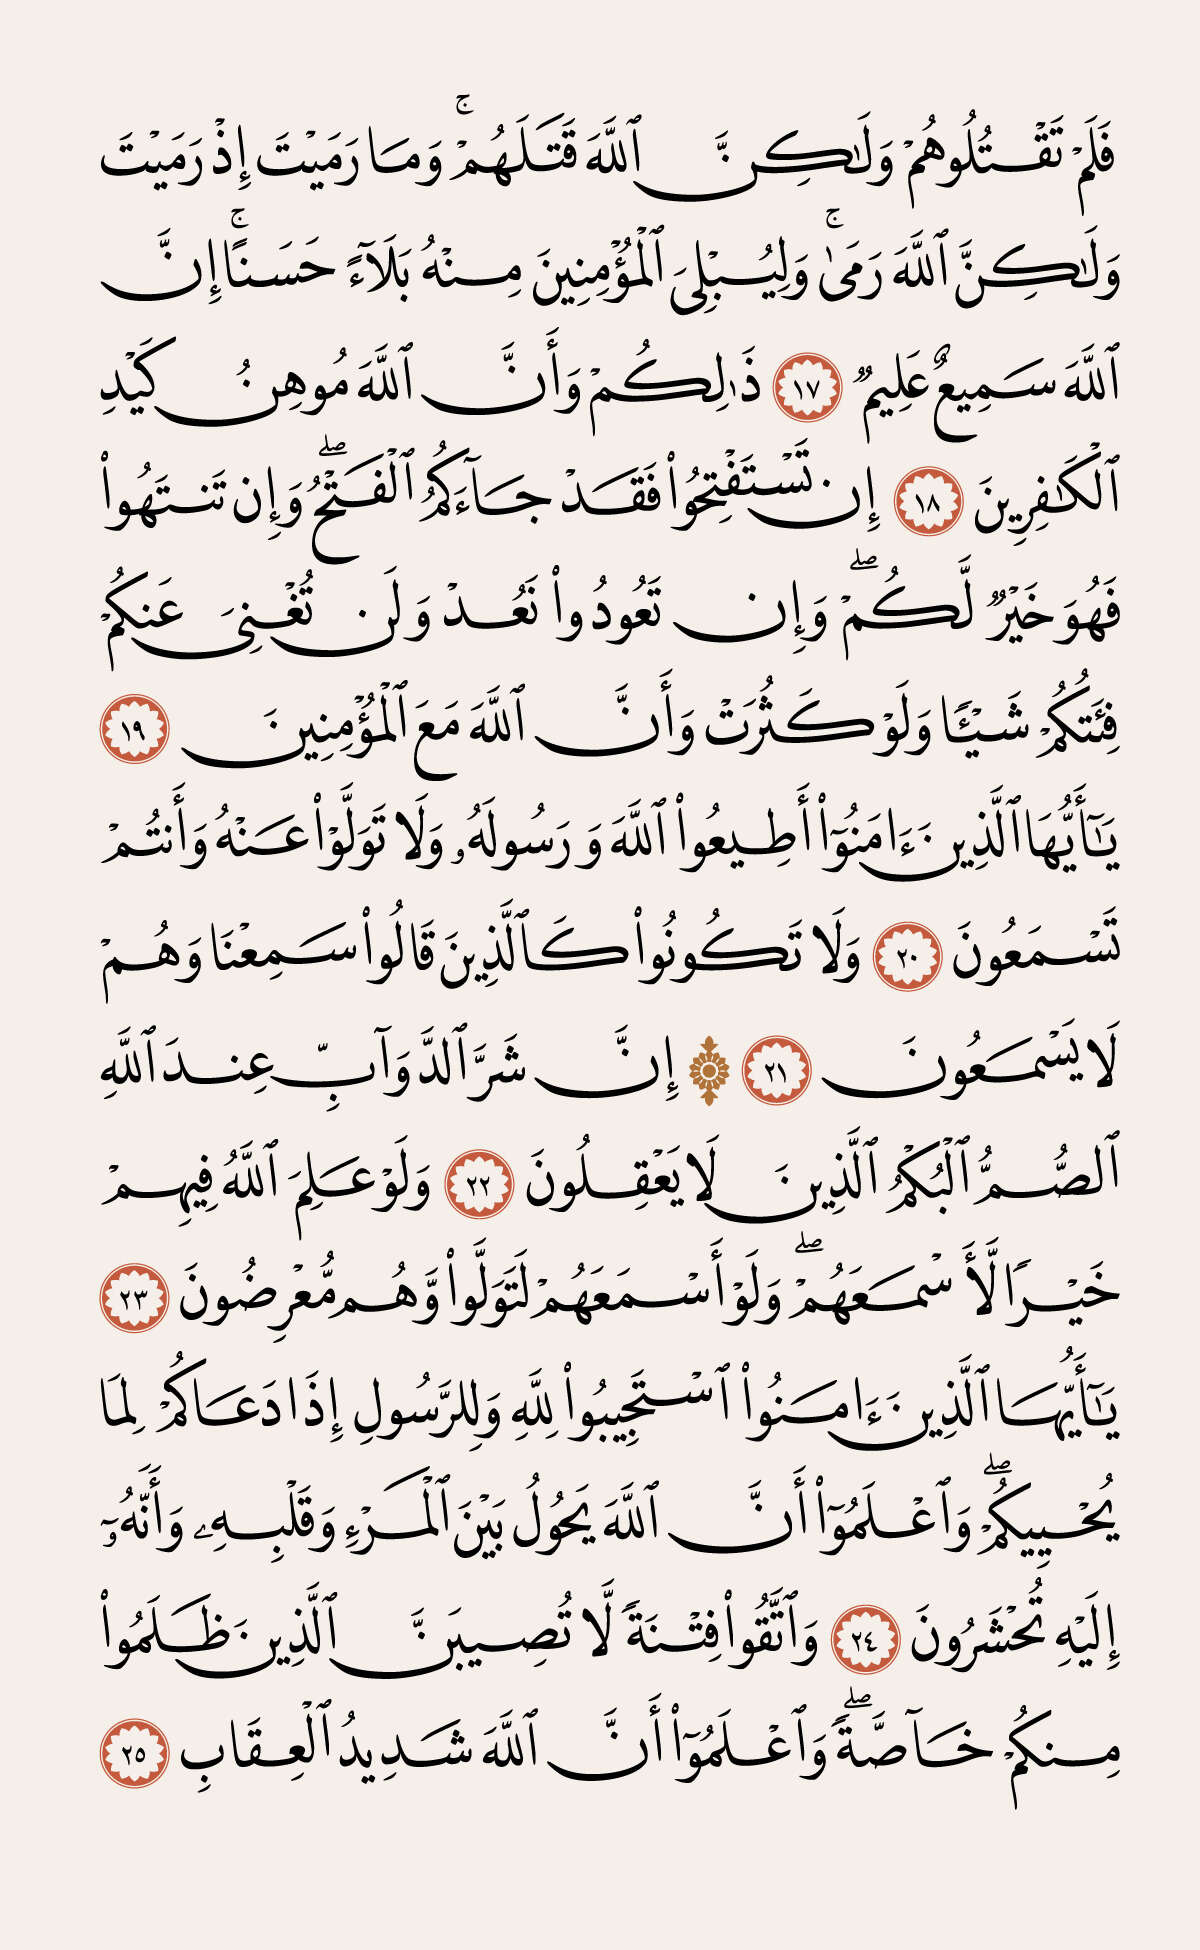 فَلَمْ تَقْتُلُوهُمْ وَلَٰكِنَّ ٱللَّهَ قَتَلَهُمْ ۚ وَمَا رَمَيْتَ إِذْ رَمَيْتَ
وَلَٰكِنَّ ٱللَّهَ رَمَىٰ ۚ وَلِيُبْلِىَ ٱلْمُؤْمِنِينَ مِنْهُ بَلَآءً حَسَنًا ۚ إِنَّ
ٱللَّهَ سَمِيعٌ عَلِيمٌ ١٧ ذَٰلِكُمْ وَأَنَّ ٱللَّهَ مُوهِنُ كَيْدِ
ٱلْكَٰفِرِينَ ١٨ إِن تَسْتَفْتِحُوا۟ فَقَدْ جَآءَكُمُ ٱلْفَتْحُ ۖ وَإِن تَنتَهُوا۟
فَهُوَ خَيْرٌ لَّكُمْ ۖ وَإِن تَعُودُوا۟ نَعُدْ وَلَن تُغْنِىَ عَنكُمْ
فِئَتُكُمْ شَيْـًٔا وَلَوْ كَثُرَتْ وَأَنَّ ٱللَّهَ مَعَ ٱلْمُؤْمِنِينَ ١٩
يَٰٓأَيُّهَا ٱلَّذِينَ ءَامَنُوٓا۟ أَطِيعُوا۟ ٱللَّهَ وَرَسُولَهُۥ وَلَا تَوَلَّوْا۟ عَنْهُ وَأَنتُمْ
تَسْمَعُونَ ٢٠ وَلَا تَكُونُوا۟ كَٱلَّذِينَ قَالُوا۟ سَمِعْنَا وَهُمْ
لَا يَسْمَعُونَ ٢١ ۞ إِنَّ شَرَّ ٱلدَّوَآبِّ عِندَ ٱللَّهِ
ٱلصُّمُّ ٱلْبُكْمُ ٱلَّذِينَ لَا يَعْقِلُونَ ٢٢ وَلَوْ عَلِمَ ٱللَّهُ فِيهِمْ
خَيْرًا لَّأَسْمَعَهُمْ ۖ وَلَوْ أَسْمَعَهُمْ لَتَوَلَّوا۟ وَّهُم مُّعْرِضُونَ ٢٣
يَٰٓأَيُّهَا ٱلَّذِينَ ءَامَنُوا۟ ٱسْتَجِيبُوا۟ لِلَّهِ وَلِلرَّسُولِ إِذَا دَعَاكُمْ لِمَا
يُحْيِيكُمْ ۖ وَٱعْلَمُوٓا۟ أَنَّ ٱللَّهَ يَحُولُ بَيْنَ ٱلْمَرْءِ وَقَلْبِهِۦ وَأَنَّهُۥٓ
إِلَيْهِ تُحْشَرُونَ ٢٤ وَٱتَّقُوا۟ فِتْنَةً لَّا تُصِيبَنَّ ٱلَّذِينَ ظَلَمُوا۟
مِنكُمْ خَآصَّةً ۖ وَٱعْلَمُوٓا۟ أَنَّ ٱللَّهَ شَدِيدُ ٱلْعِقَابِ ٢٥